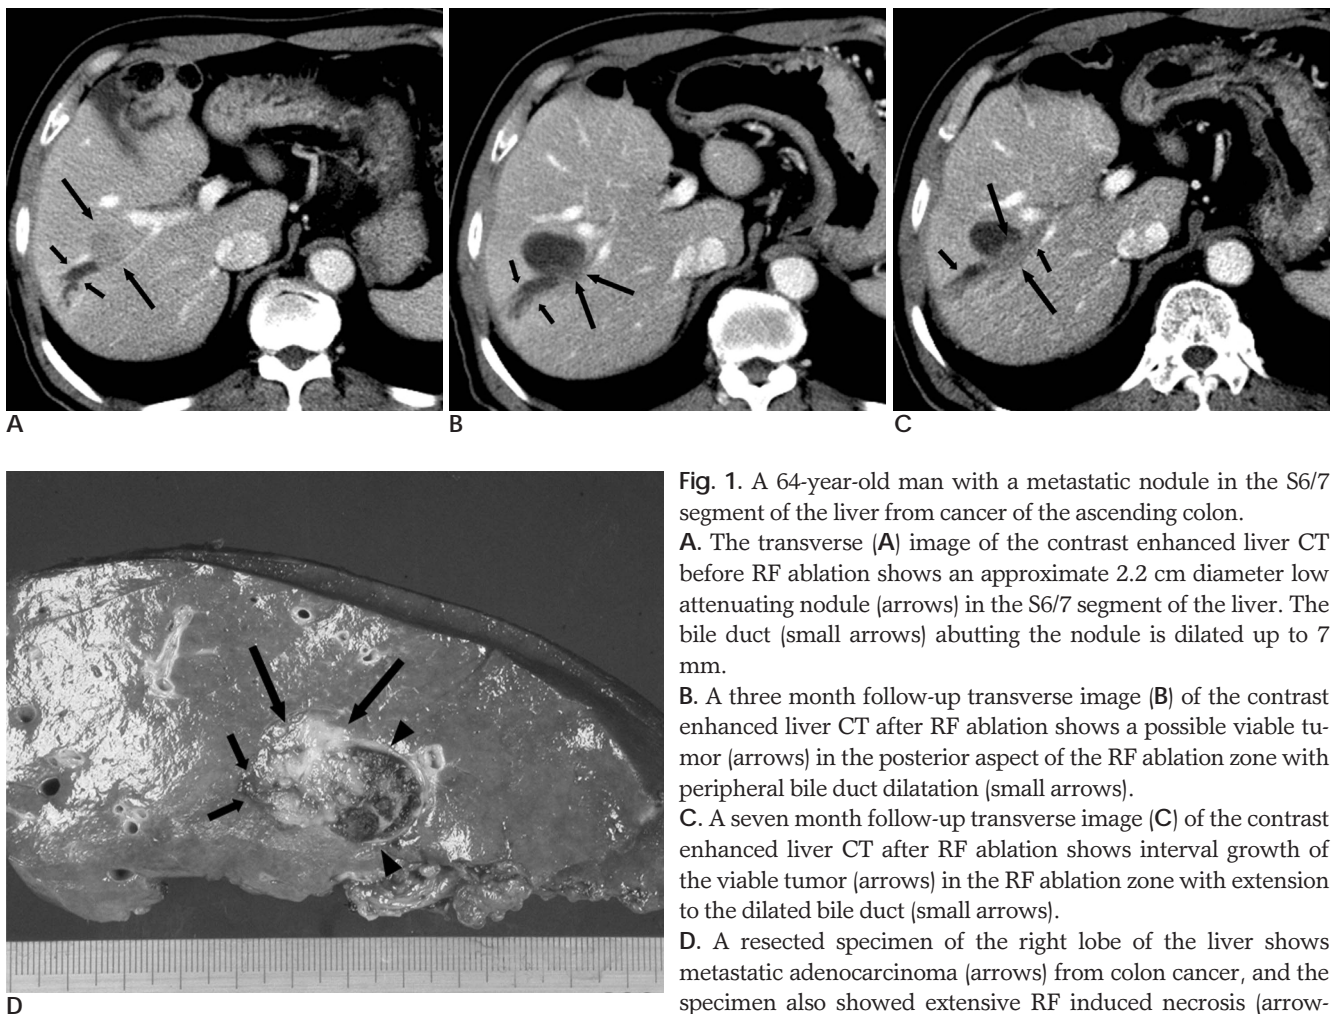 A
B
C
Fig. 1. A 64-year-old man with a metastatic nodule in the S6/7
segment of the liver from cancer of the ascending colon.
A. The transverse (A) image of the contrast enhanced liver CT
before RF ablation shows an approximate 2.2 cm diameter low
attenuating nodule (arrows) in the S6/7 segment of the liver. The
bile duct (small arrows) abutting the nodule is dilated up to 7
mm.
B. A three month follow-up transverse image (B) of the contrast
enhanced liver CT after RF ablation shows a possible viable tu-
mor (arrows) in the posterior aspect of the RF ablation zone with
peripheral bile duct dilatation (small arrows).
C. A seven month follow-up transverse image (C) of the contrast
enhanced liver CT after RF ablation shows interval growth of
the viable tumor (arrows) in the RF ablation zone with extension
to the dilated bile duct (small arrows).
D. A resected specimen of the right lobe of the liver shows
metastatic adenocarcinoma (arrows) from colon cancer, and the
specimen also showed extensive RF induced necrosis (arrow-
D